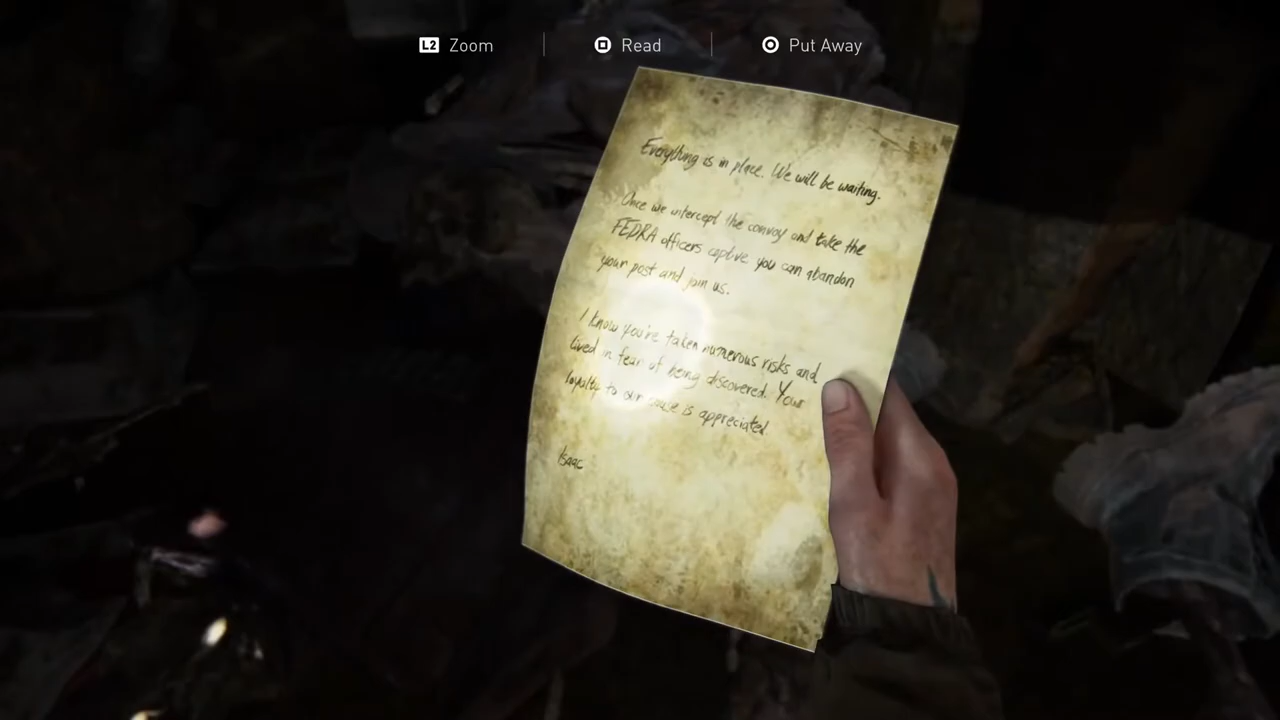 L2 Zoom
Read
Put Away
Everything is in place. We will be waiting.
Once we intercept the convoy and take the
FEDRA officers captive you can abandon
your post and join us.
I know you're taken numerous risks and
lived in fear of being discovered. Your
loyalty to our cause is appreciated.
Isaac